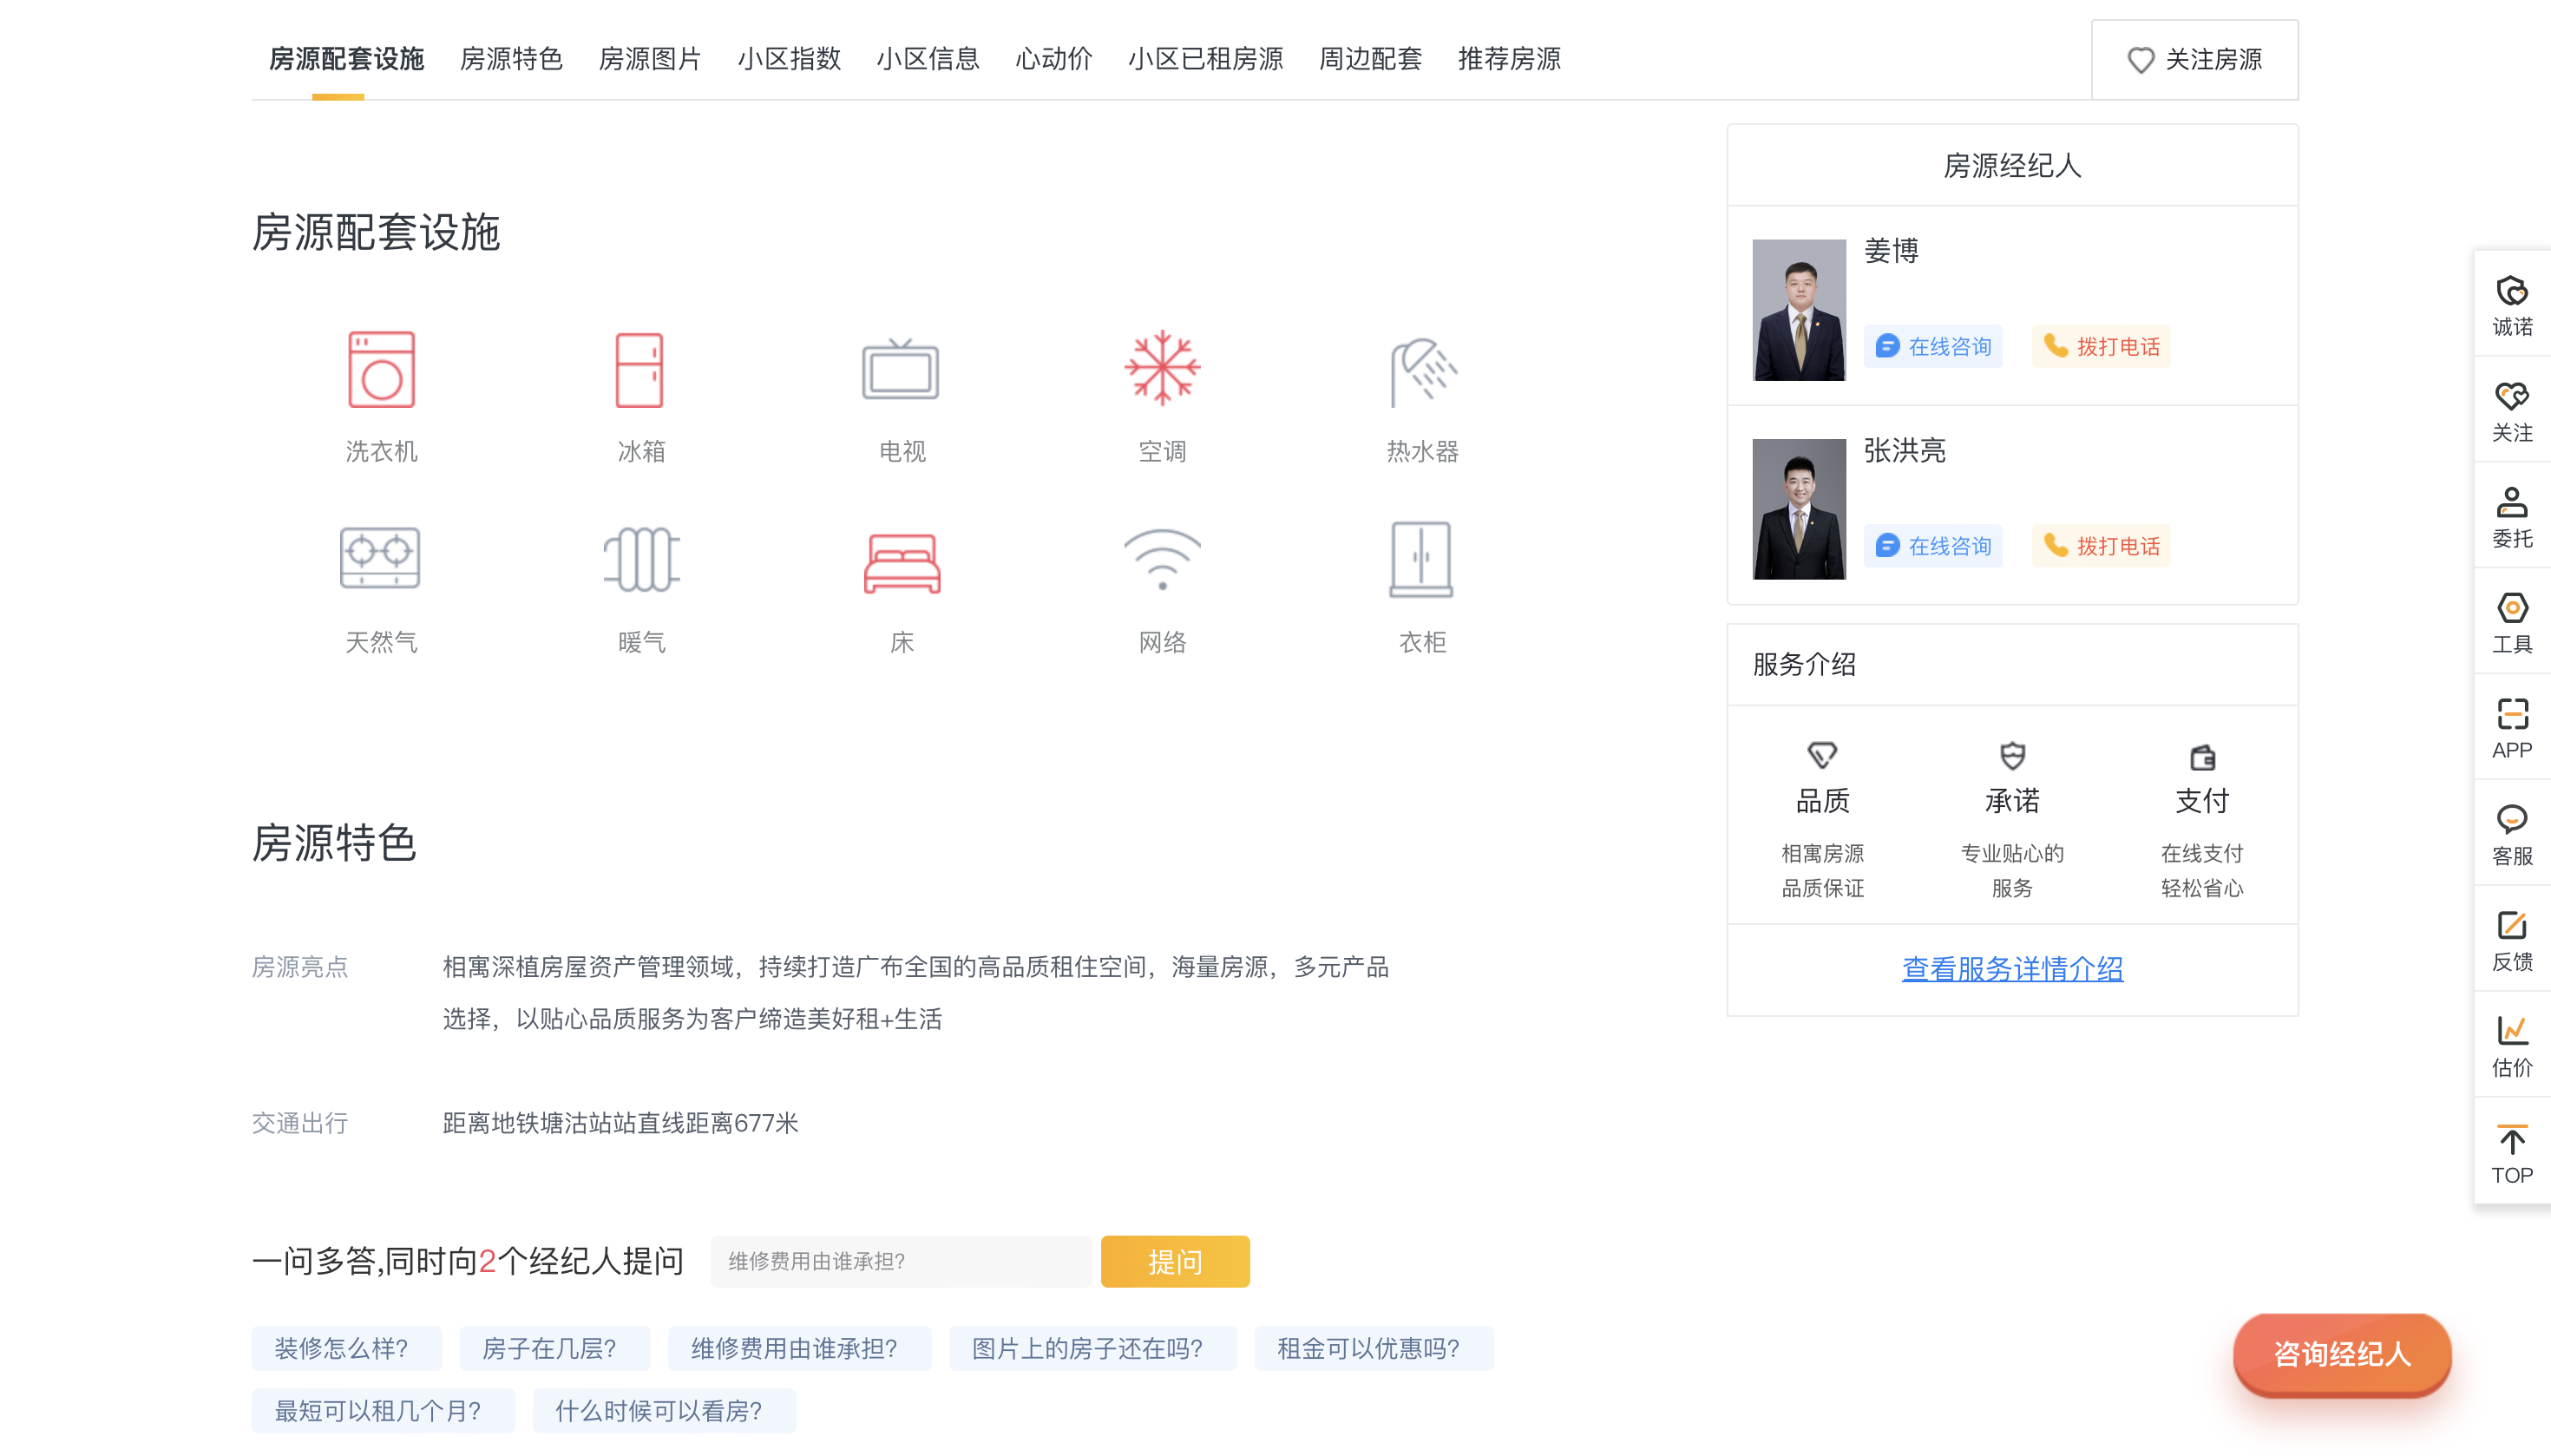 房源配套设施 房源特色 房源图片 小区指数 小区信息 心动价 小区已租房源 周边配套 推荐房源
关注房源
房源配套设施
洗衣机 冰箱 电视 空调 热水器
天然气 暖气 床 网络 衣柜
房源特色
房源亮点 相寓深植房屋资产管理领域，持续打造广布全国的高品质租住空间，海量房源，多元产品
选择，以贴心品质服务为客户缔造美好租+生活
交通出行 距离地铁塘沽站站直线距离677米
一问多答,同时向2个经纪人提问 维修费用由谁承担? 提问
装修怎么样? 房子在几层? 维修费用由谁承担? 图片上的房子还在吗? 租金可以优惠吗?
最短可以租几个月? 什么时候可以看房?
房源经纪人
姜博
在线咨询 拨打电话
张洪亮
在线咨询 拨打电话
服务介绍
品质 承诺 支付
相寓房源 专业贴心的 在线支付
品质保证 服务 轻松省心
查看服务详情介绍
诚诺
关注
委托
工具
APP
客服
反馈
估价
TOP
咨询经纪人